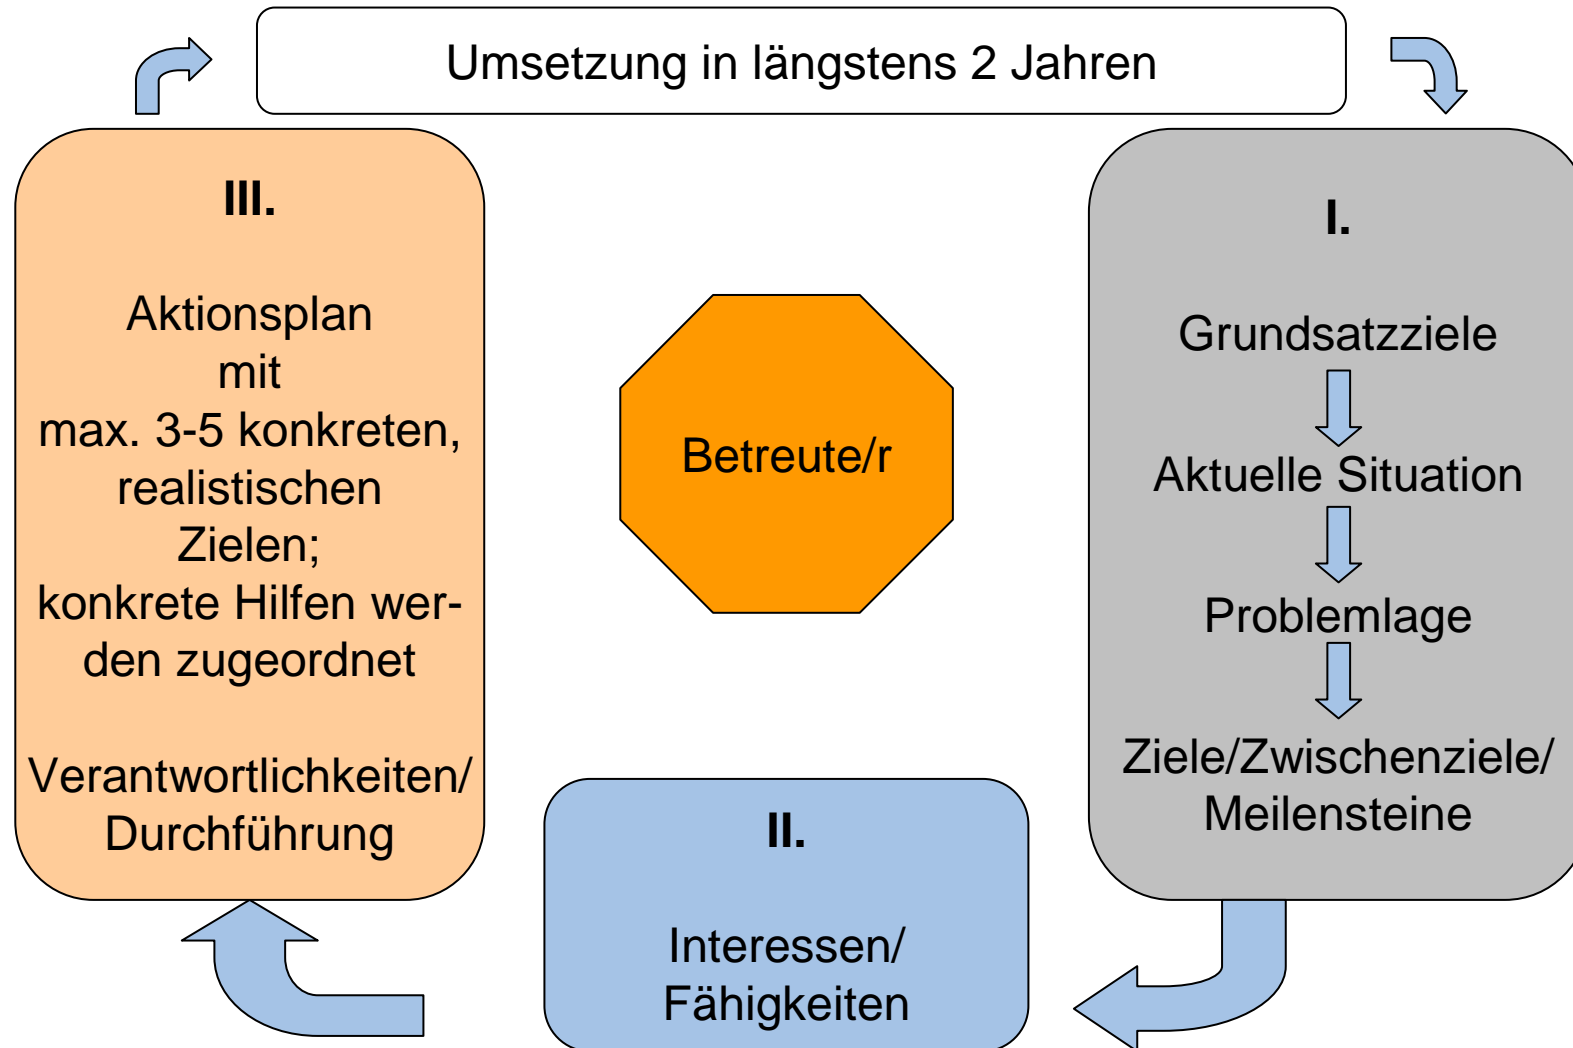 Umsetzung in längstens 2 Jahren
I.
Grundsatzziele
Aktuelle Situation
Problemlage
Ziele/Zwischenziele/
Meilensteine
II.
Interessen/
Fähigkeiten
III.
Aktionsplan
mit
max. 3-5 konkreten,
realistischen
Zielen;
konkrete Hilfen wer-
den zugeordnet
Verantwortlichkeiten/
Durchführung
Betreute/r